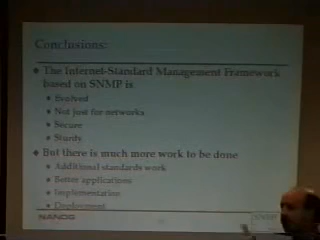 Conclusions:
The Internet-Standard Management Framework
based on SNMP is
Evolved
Not just for networks
Secure
Sturdy
But there is much more work to be done
Additional standards work
Better applications
Implementation
Deployment
NANOG